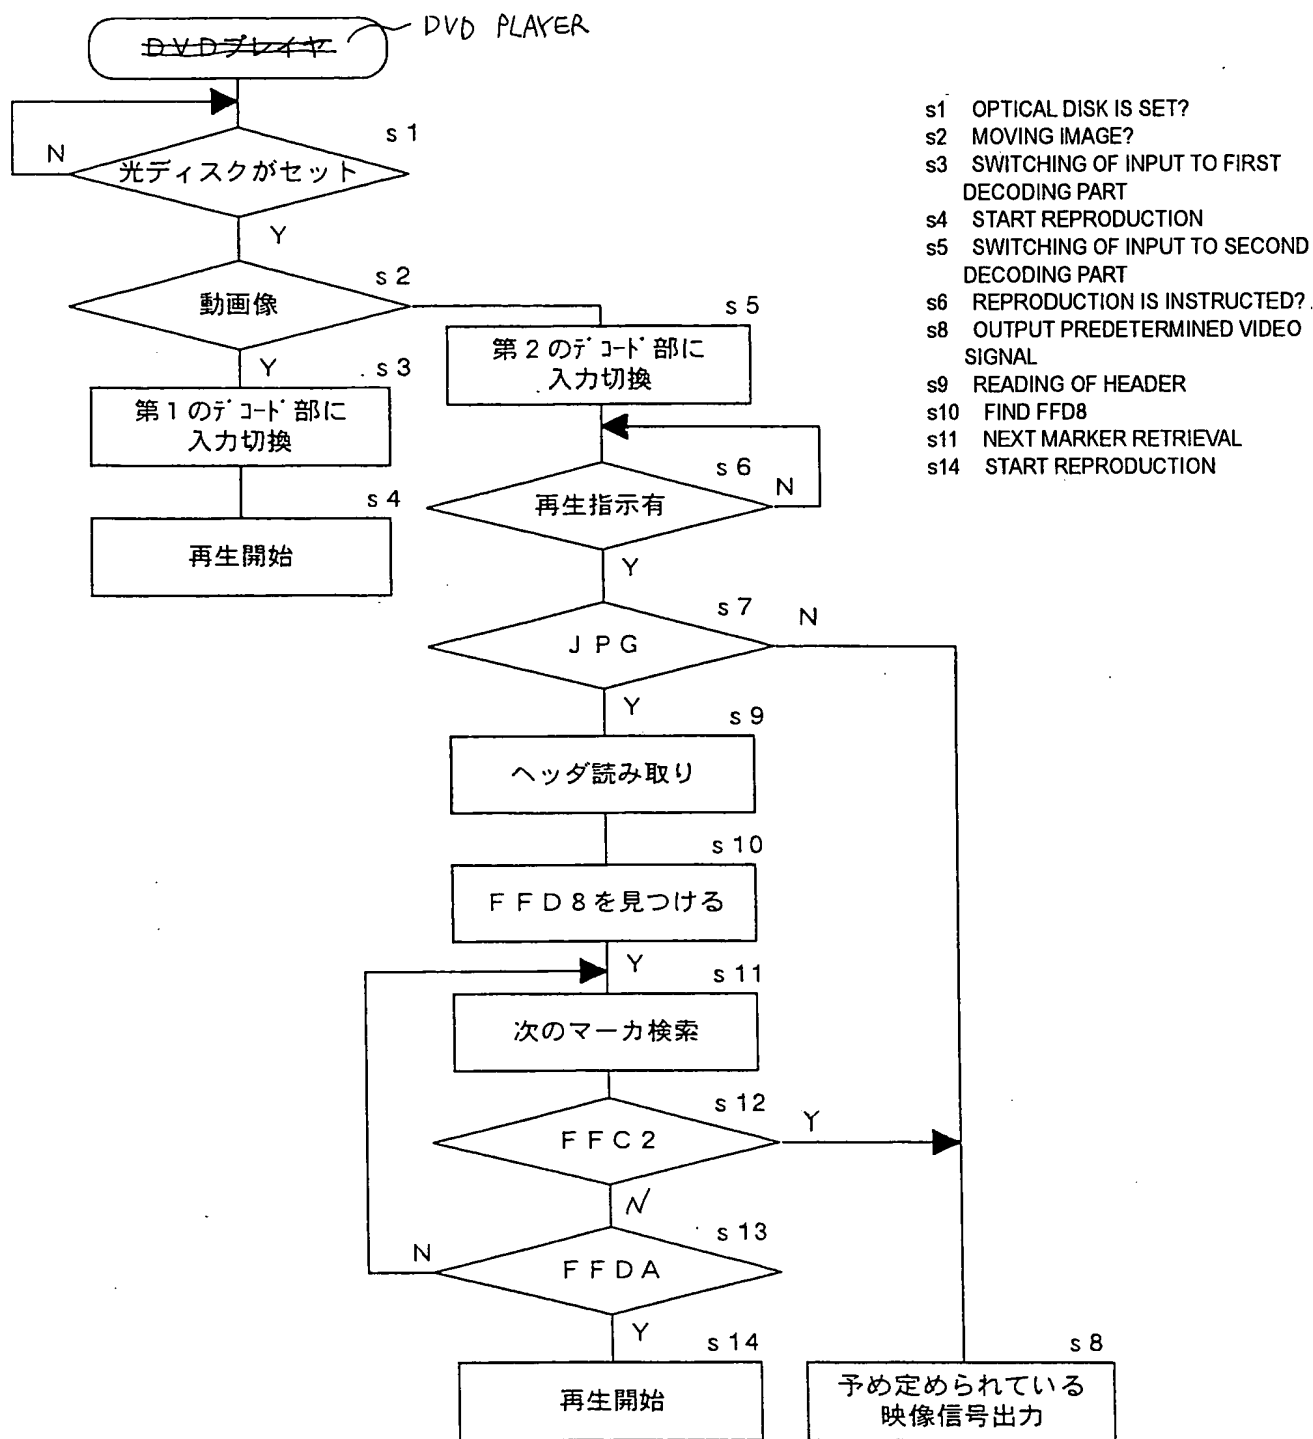 DVDプレイヤ
DVD PLAYER
s1
光ディスクがセット
N
Y
s2
動画像
Y
s3
第1のデコード部に
入力切換
s4
再生開始
s5
第2のデコード部に
入力切換
s6
再生指示有
N
Y
s7
JPG
N
Y
s9
ヘッダ読み取り
s10
FFD8を見つける
Y
s11
次のマーカ検索
s12
FFC2
Y
N
s13
FFDA
N
Y
s14
再生開始
s8
予め定められている
映像信号出力
s1 OPTICAL DISK IS SET?
s2 MOVING IMAGE?
s3 SWITCHING OF INPUT TO FIRST
DECODING PART
s4 START REPRODUCTION
s5 SWITCHING OF INPUT TO SECOND
DECODING PART
s6 REPRODUCTION IS INSTRUCTED?
s8 OUTPUT PREDETERMINED VIDEO
SIGNAL
s9 READING OF HEADER
s10 FIND FFD8
s11 NEXT MARKER RETRIEVAL
s14 START REPRODUCTION